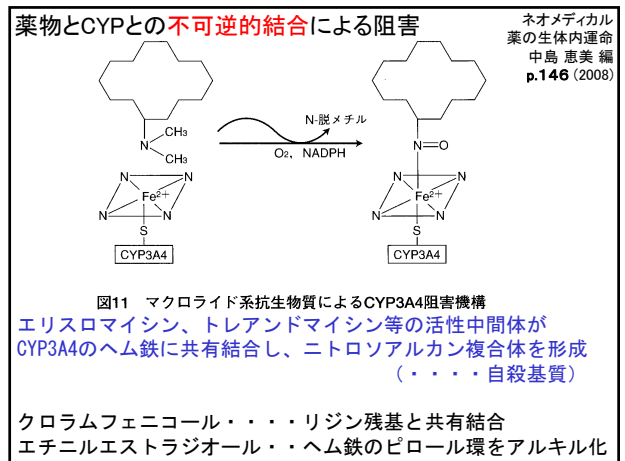 薬物とCYPとの不可逆的結合による阻害
ネオメディカル
薬の生体内運命
中島 恵美 編
p.146 (2008)
N
CH₃
CH₃
N-脱メチル
O₂、NADPH
N=O
N
N
Fe²⁺
N
N
S
CYP3A4
N
N
Fe²⁺
N
N
S
CYP3A4
図11 マクロライド系抗生物質によるCYP3A4阻害機構
エリスロマイシン、トレアンドマイシン等の活性中間体が
CYP3A4のヘム鉄に共有結合し、ニトロソアルカン複合体を形成
(・・・・自殺基質)
クロラムフェニコール・・・・リジン残基と共有結合
エチニルエストラジオール・・ヘム鉄のピロール環をアルキル化